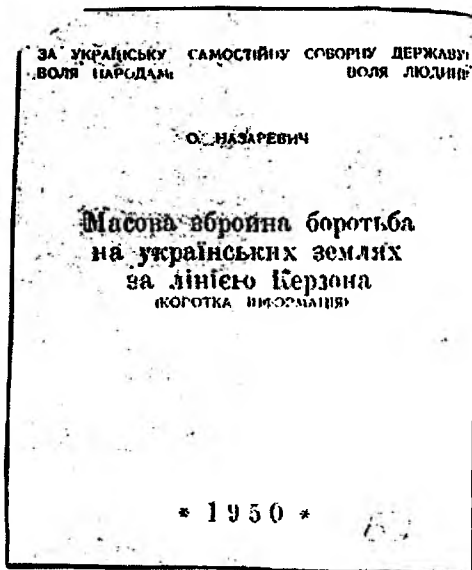 ЗА УКРАЇНСЬКУ САМОСТІЙНУ СОБОРНУ ДЕРЖАВУ!
ВОЛЯ НАРОДАМ! ВОЛЯ ЛЮДИНІ!
О. НАЗАРЕВИЧ
Масова збройна боротьба
на українських землях
за лінією Керзона
(КОРОТКА ІНФОРМАЦІЯ)
* 1950 *